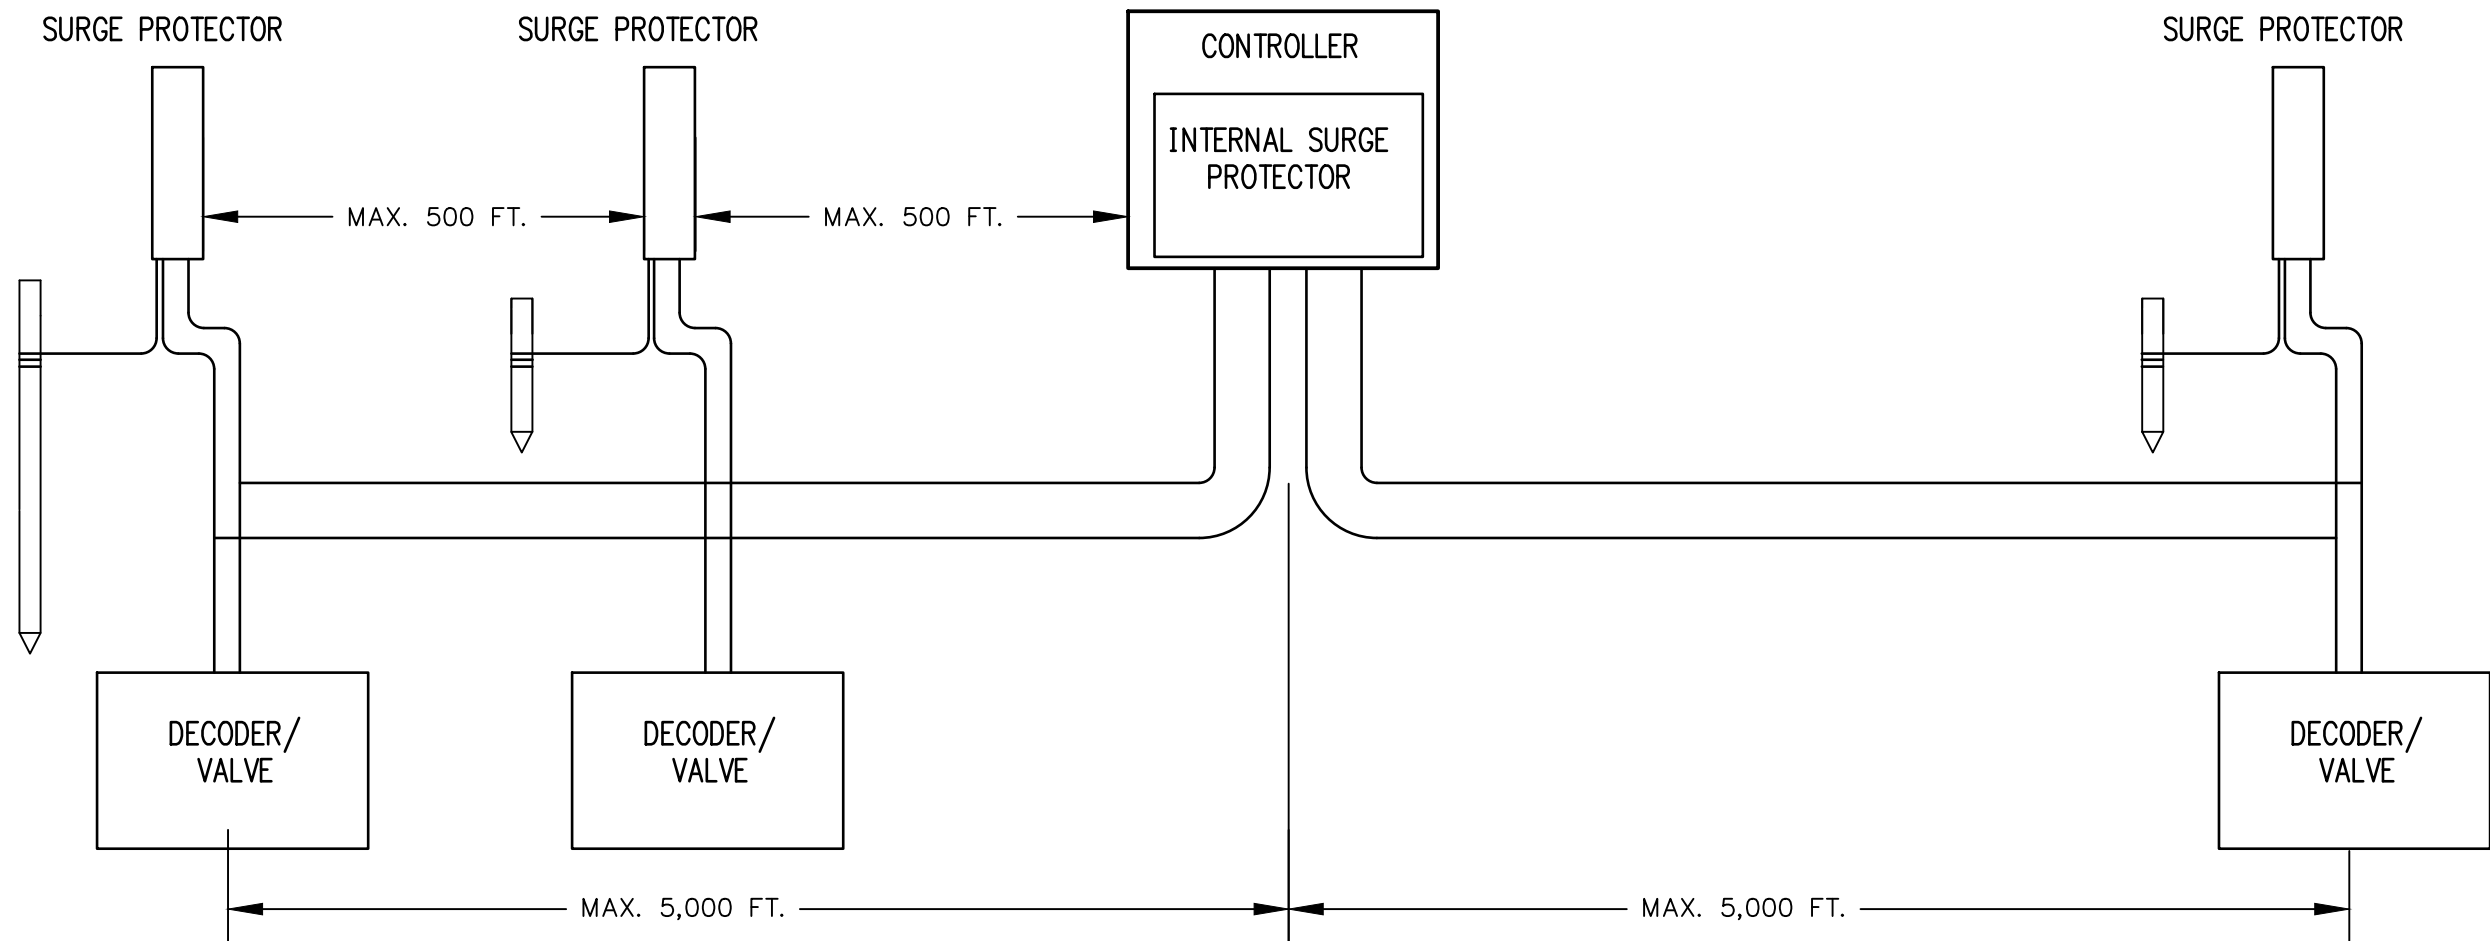 SURGE PROTECTOR
SURGE PROTECTOR
SURGE PROTECTOR
CONTROLLER
INTERNAL SURGE
PROTECTOR
MAX. 500 FT.
MAX. 500 FT.
DECODER/
VALVE
DECODER/
VALVE
DECODER/
VALVE
MAX. 5,000 FT.
MAX. 5,000 FT.